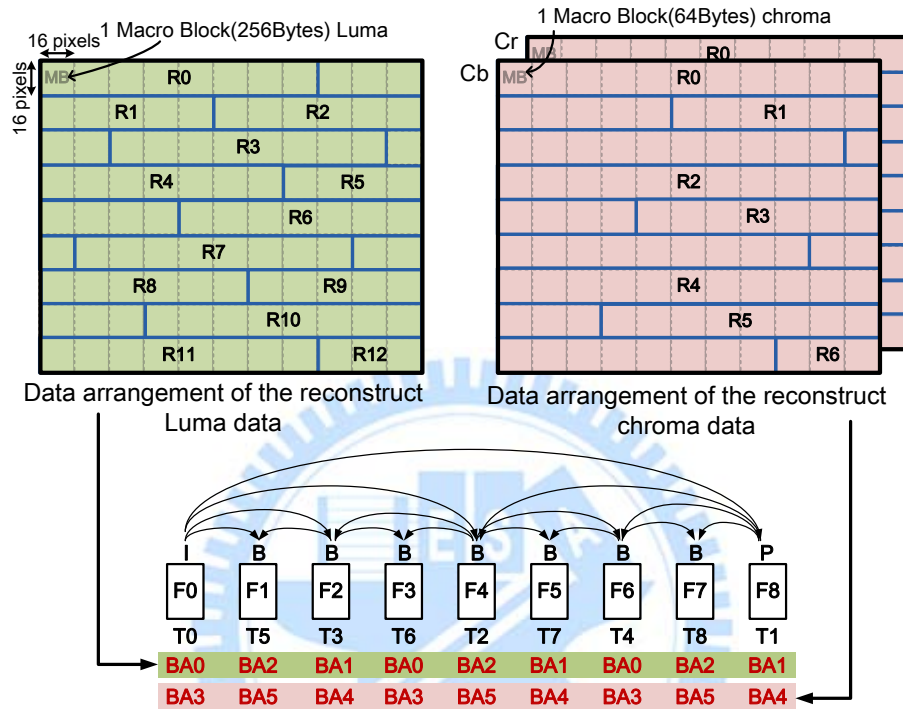 1 Macro Block(256Bytes) Luma
1 Macro Block(64Bytes) chroma
16 pixels
16 pixels
MB
R0
R1 R2
R3
R4 R5
R6
R7
R8 R9
R10
R11 R12
Cr
MB R0
Cb
MB R0
R1
R2
R3
R4
R5
R6
Data arrangement of the reconstruct
Luma data
Data arrangement of the reconstruct
chroma data
I B B B B B B B P
F0 F1 F2 F3 F4 F5 F6 F7 F8
T0 T5 T3 T6 T2 T7 T4 T8 T1
BA0 BA2 BA1 BA0 BA2 BA1 BA0 BA2 BA1
BA3 BA5 BA4 BA3 BA5 BA4 BA3 BA5 BA4
E S A